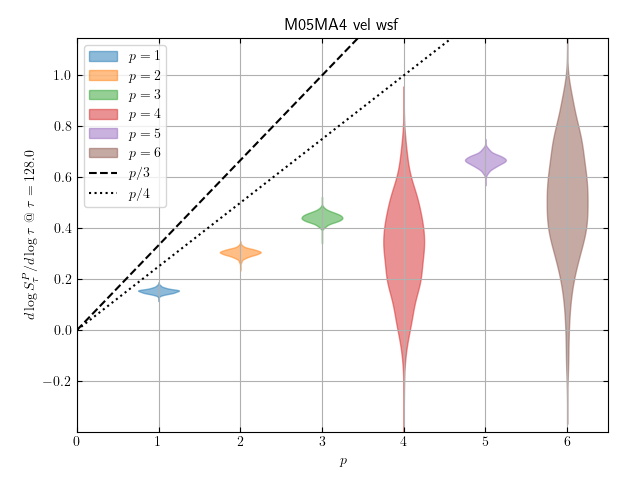 M05MA4 vel wsf
p = 1
p = 2
p = 3
p = 4
p = 5
p = 6
p/3
p/4
d log S_τ^P / d log τ @ τ = 128.0
1.0
0.8
0.6
0.4
0.2
0.0
−0.2
0 1 2 3 4 5 6
p